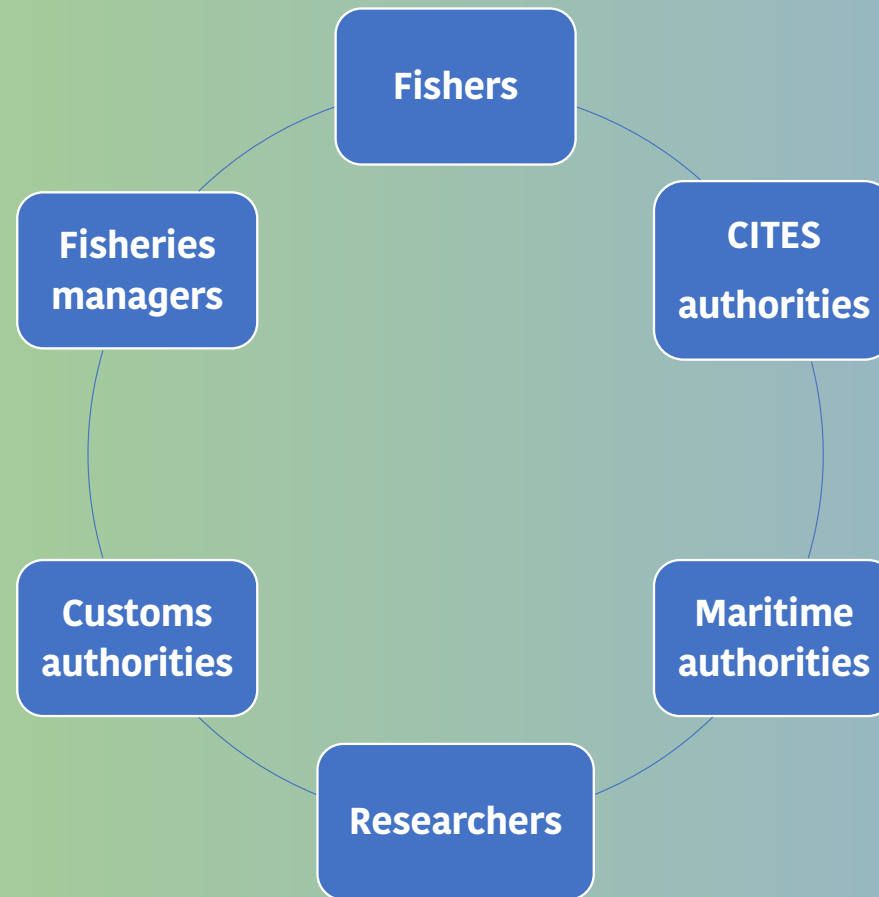 Fishers
CITES
authorities
Maritime
authorities
Researchers
Customs
authorities
Fisheries
managers